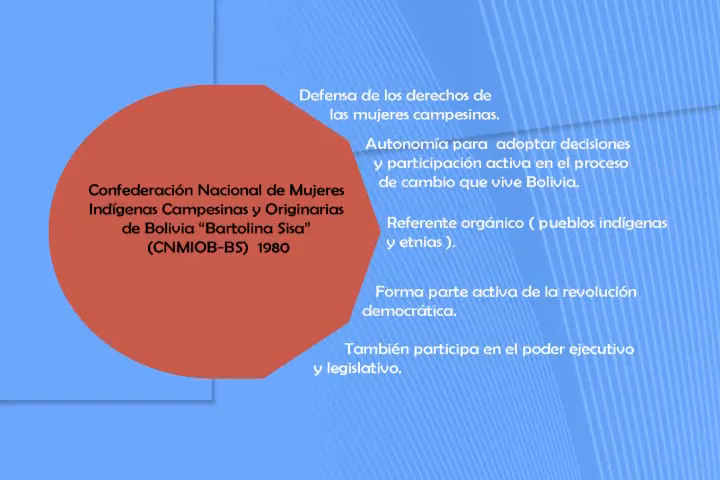 Defensa de los derechos de
las mujeres campesinas.
Autonomía para adoptar decisiones
y participación activa en el proceso
de cambio que vive Bolivia.
Confederación Nacional de Mujeres
Indígenas Campesinas y Originarias
de Bolivia “Bartolina Sisa”
(CNMIOB-BS) 1980
Referente orgánico ( pueblos indígenas
y etnias ).
Forma parte activa de la revolución
democrática.
También participa en el poder ejecutivo
y legislativo.